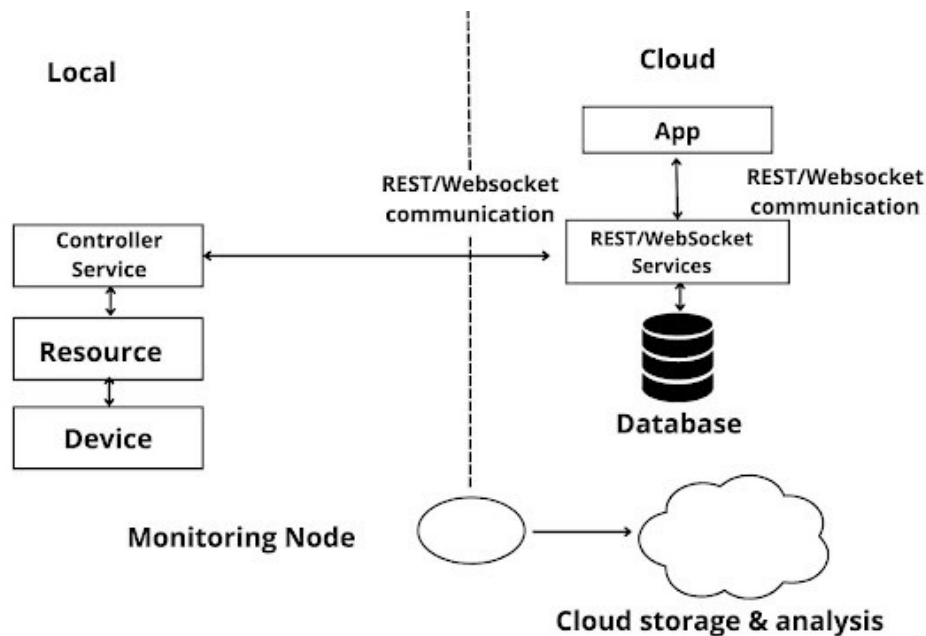 Local
Cloud
App
REST/Websocket
communication
REST/Websocket
communication
Controller
Service
REST/WebSocket
Services
Resource
Device
Database
Monitoring Node
Cloud storage & analysis